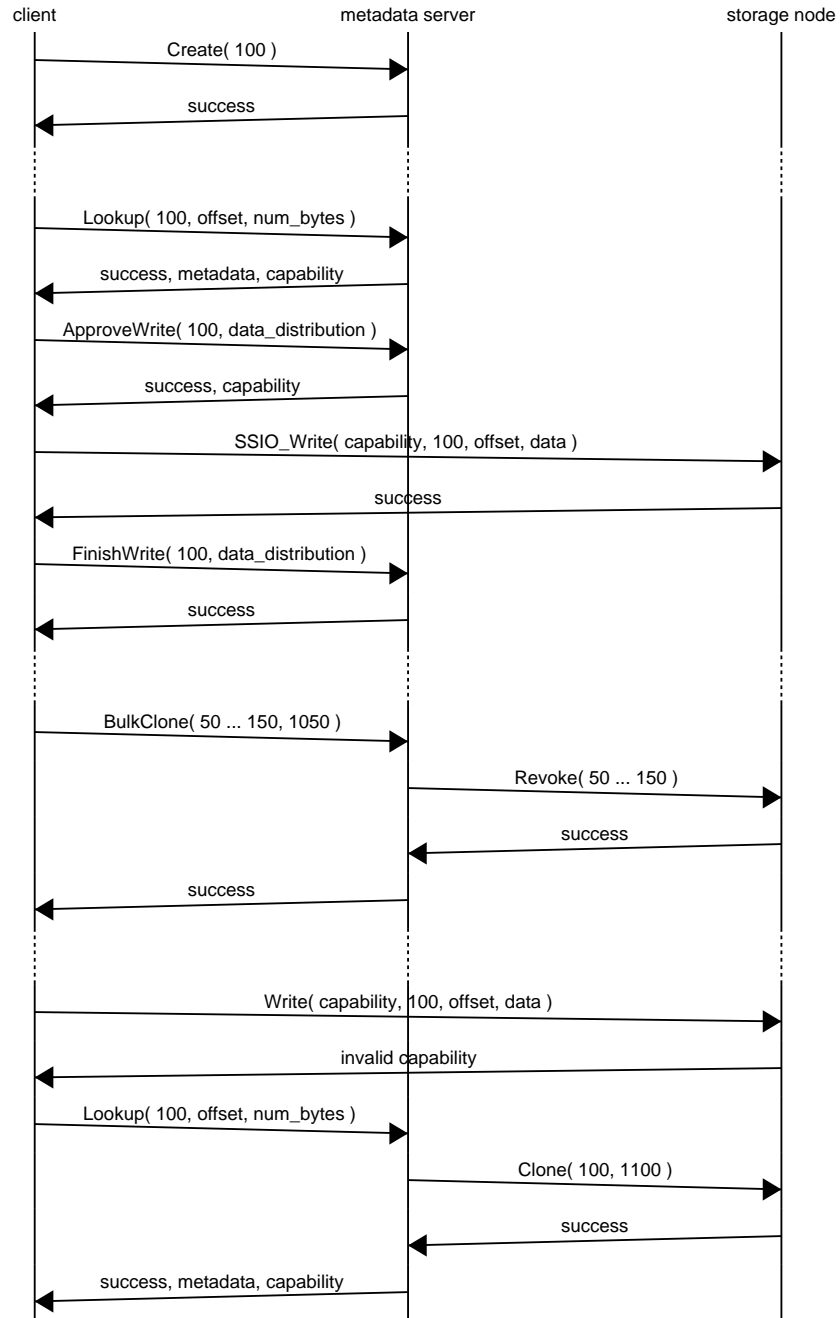 client metadata server storage node
Create( 100 )
success
Lookup( 100, offset, num_bytes )
success, metadata, capability
ApproveWrite( 100, data_distribution )
success, capability
SSIO_Write( capability, 100, offset, data )
success
FinishWrite( 100, data_distribution )
success
BulkClone( 50 ... 150, 1050 )
Revoke( 50 ... 150 )
success
success
Write( capability, 100, offset, data )
invalid capability
Lookup( 100, offset, num_bytes )
Clone( 100, 1100 )
success
success, metadata, capability